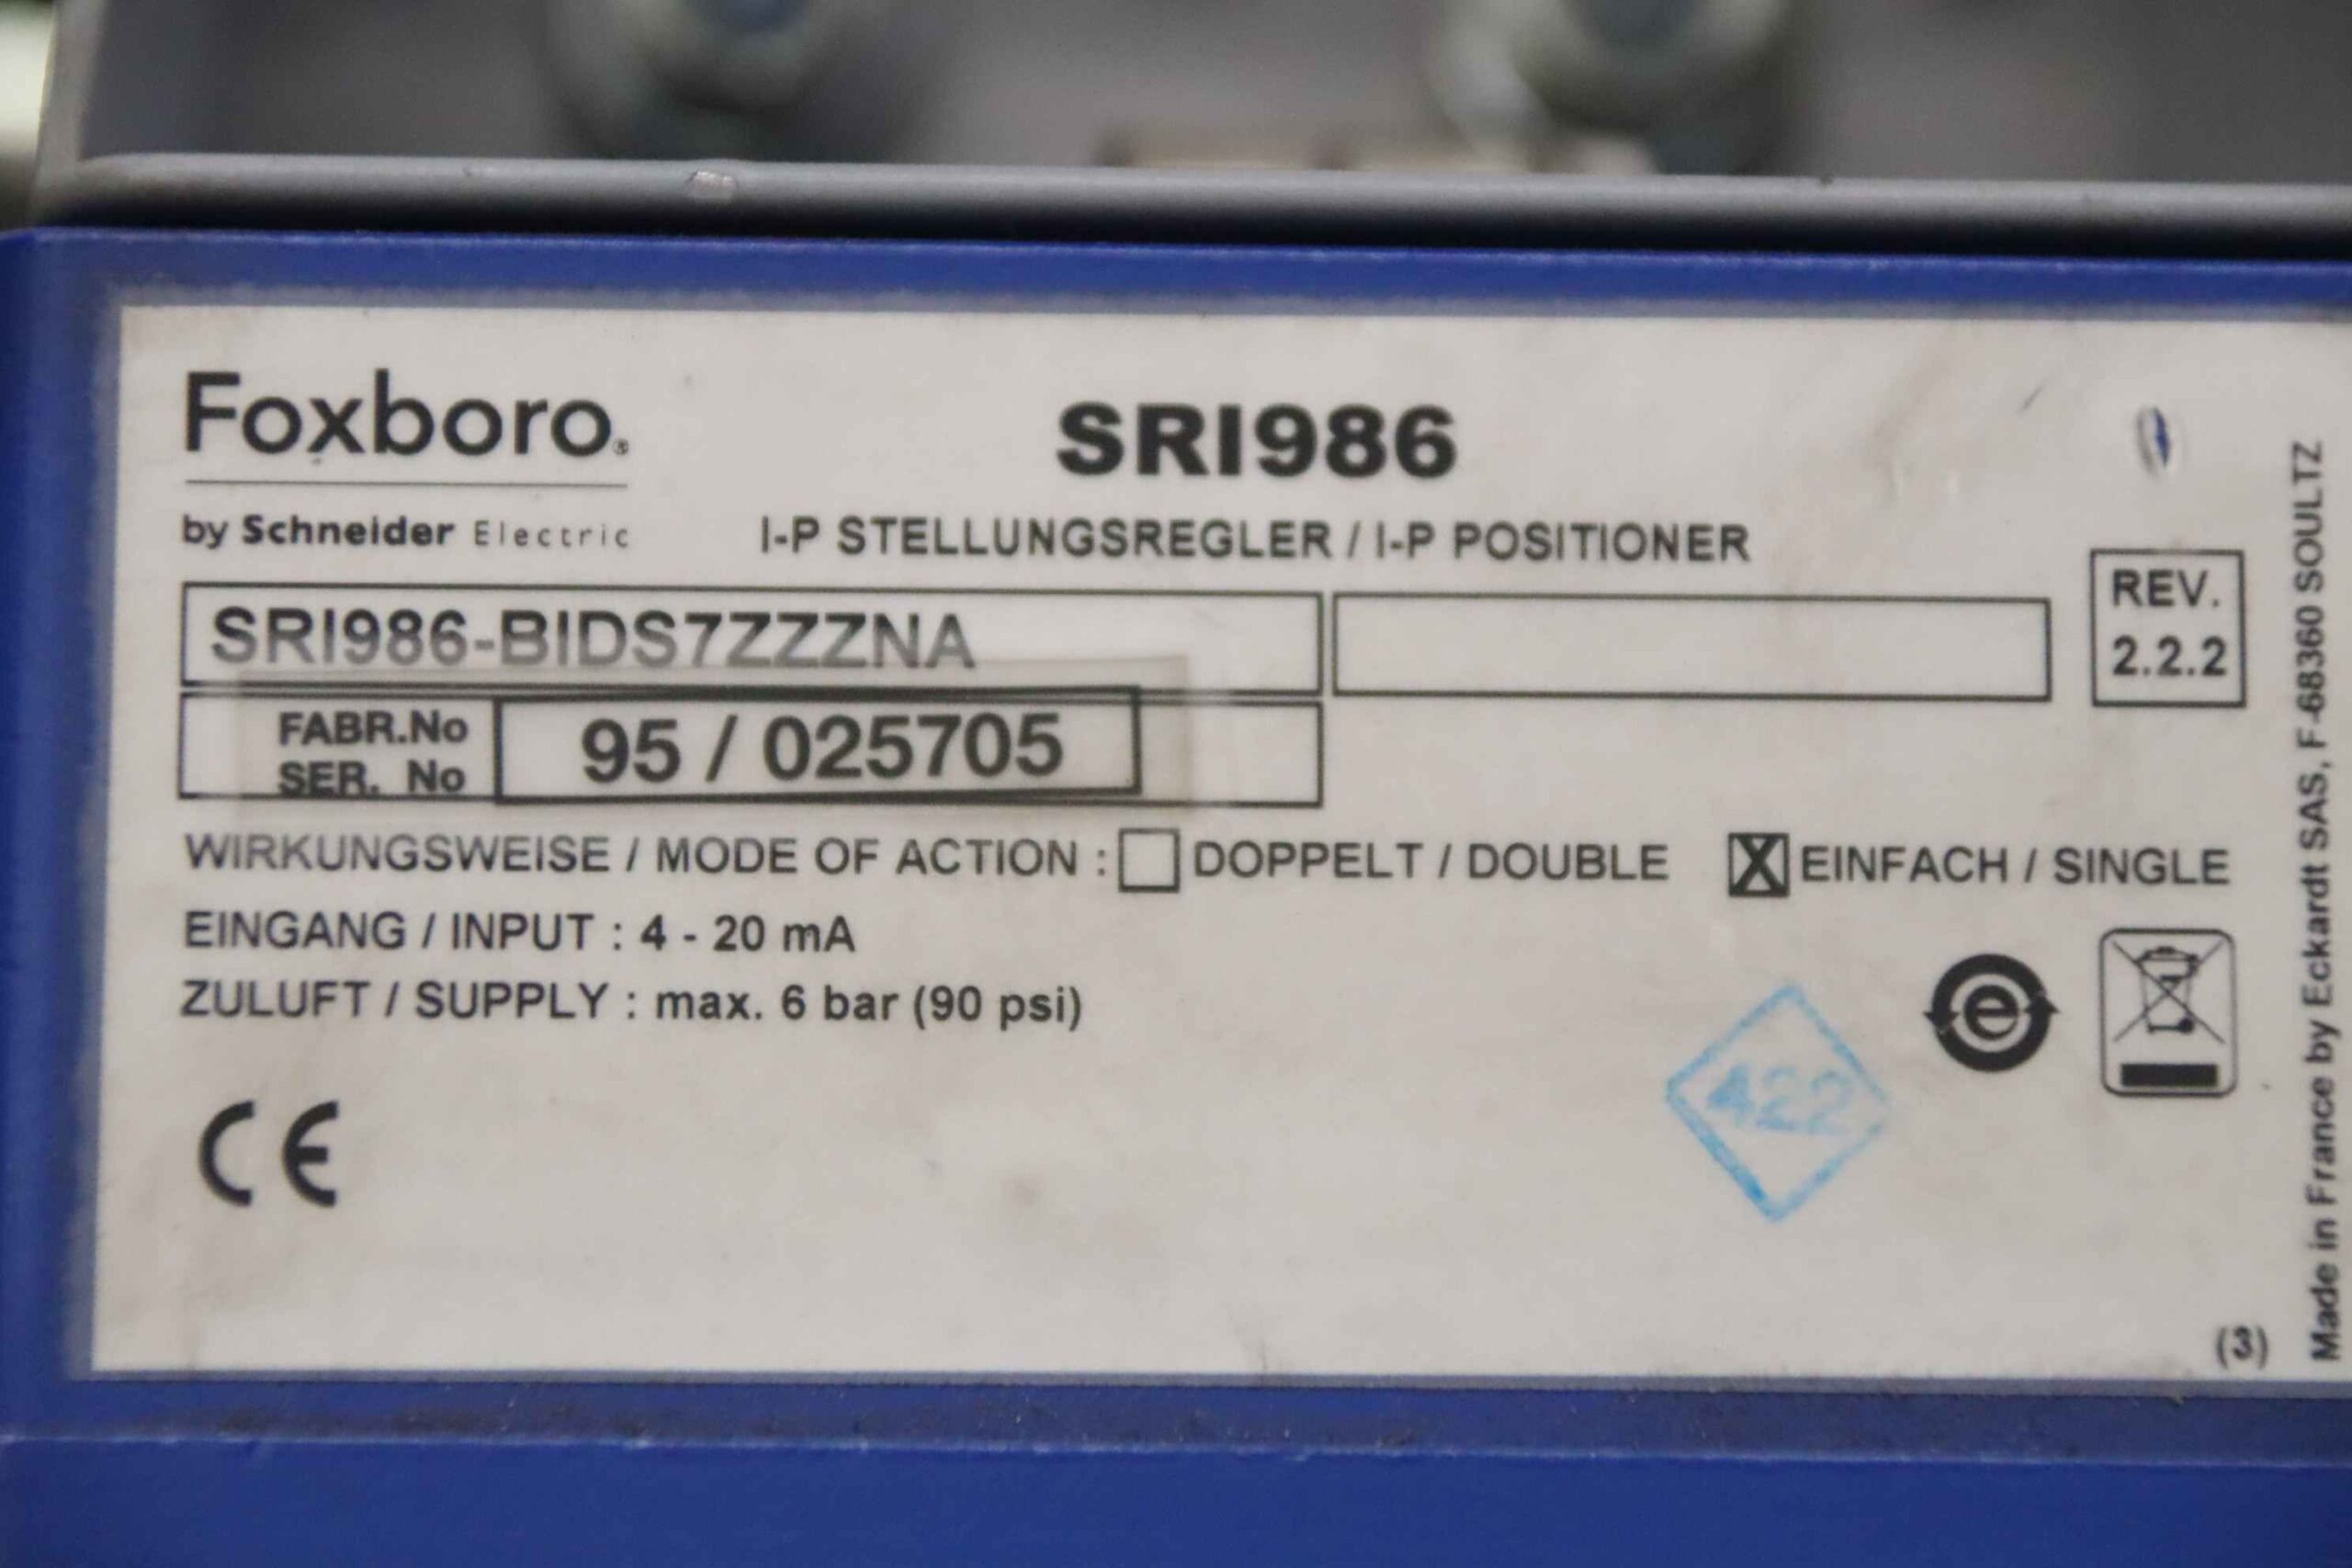 Foxboro®
by Schneider Electric
SRI986
I-P STELLUNGSREGLER / I-P POSITIONER
SRI986-BIDS7ZZZNA
REV.
2.2.2
FABR.No
SER. No
95 / 025705
WIRKUNGSWEISE / MODE OF ACTION : DOPPELT / DOUBLE X EINFACH / SINGLE
EINGANG / INPUT : 4 - 20 mA
ZULUFT / SUPPLY : max. 6 bar (90 psi)
CE
422
e
(3)
Made in France by Eckardt SAS, F-68360 SOULTZ